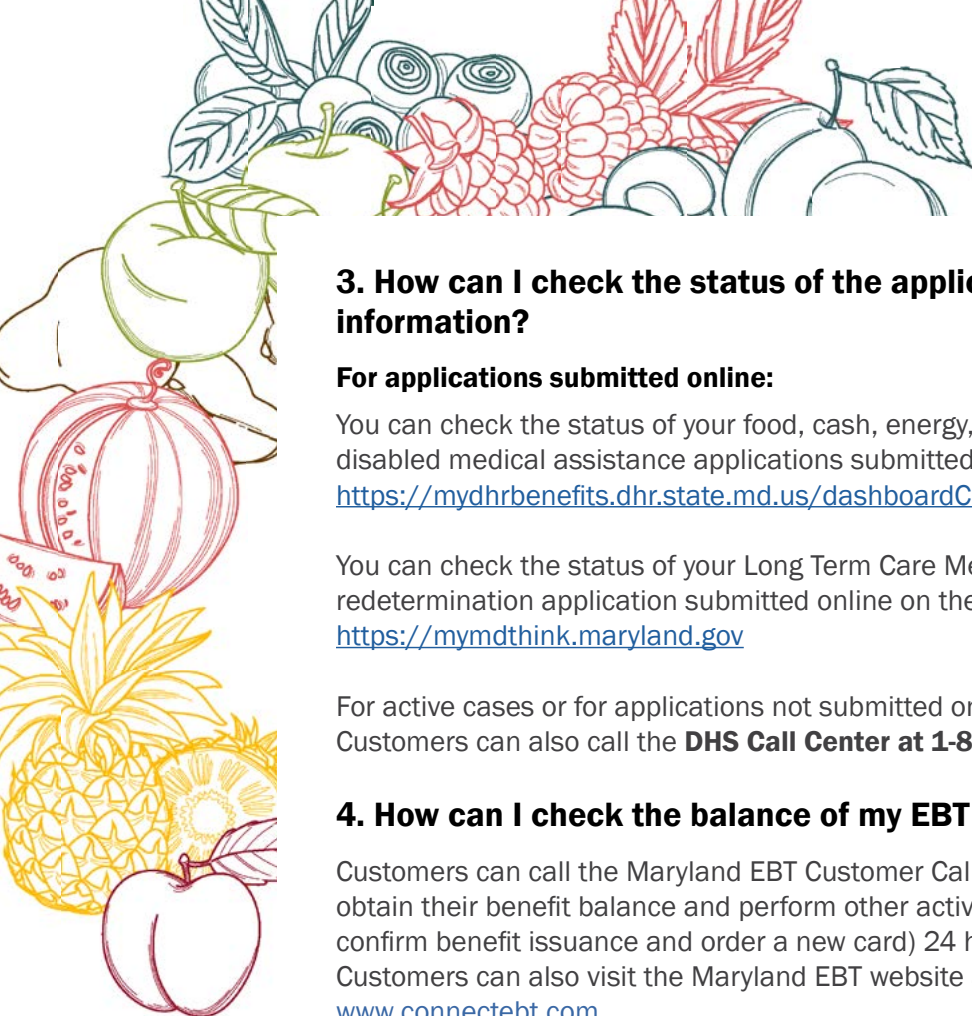 3. How can I check the status of the applic
information?
For applications submitted online:
You can check the status of your food, cash, energy,
disabled medical assistance applications submitted
https://mydhrbenefits.dhr.state.md.us/dashboardC
You can check the status of your Long Term Care Me
redetermination application submitted online on the
https://mymdthink.maryland.gov
For active cases or for applications not submitted on
Customers can also call the DHS Call Center at 1-8
4. How can I check the balance of my EBT
Customers can call the Maryland EBT Customer Cal
obtain their benefit balance and perform other activ
confirm benefit issuance and order a new card) 24 h
Customers can also visit the Maryland EBT website
www.connectebt.com